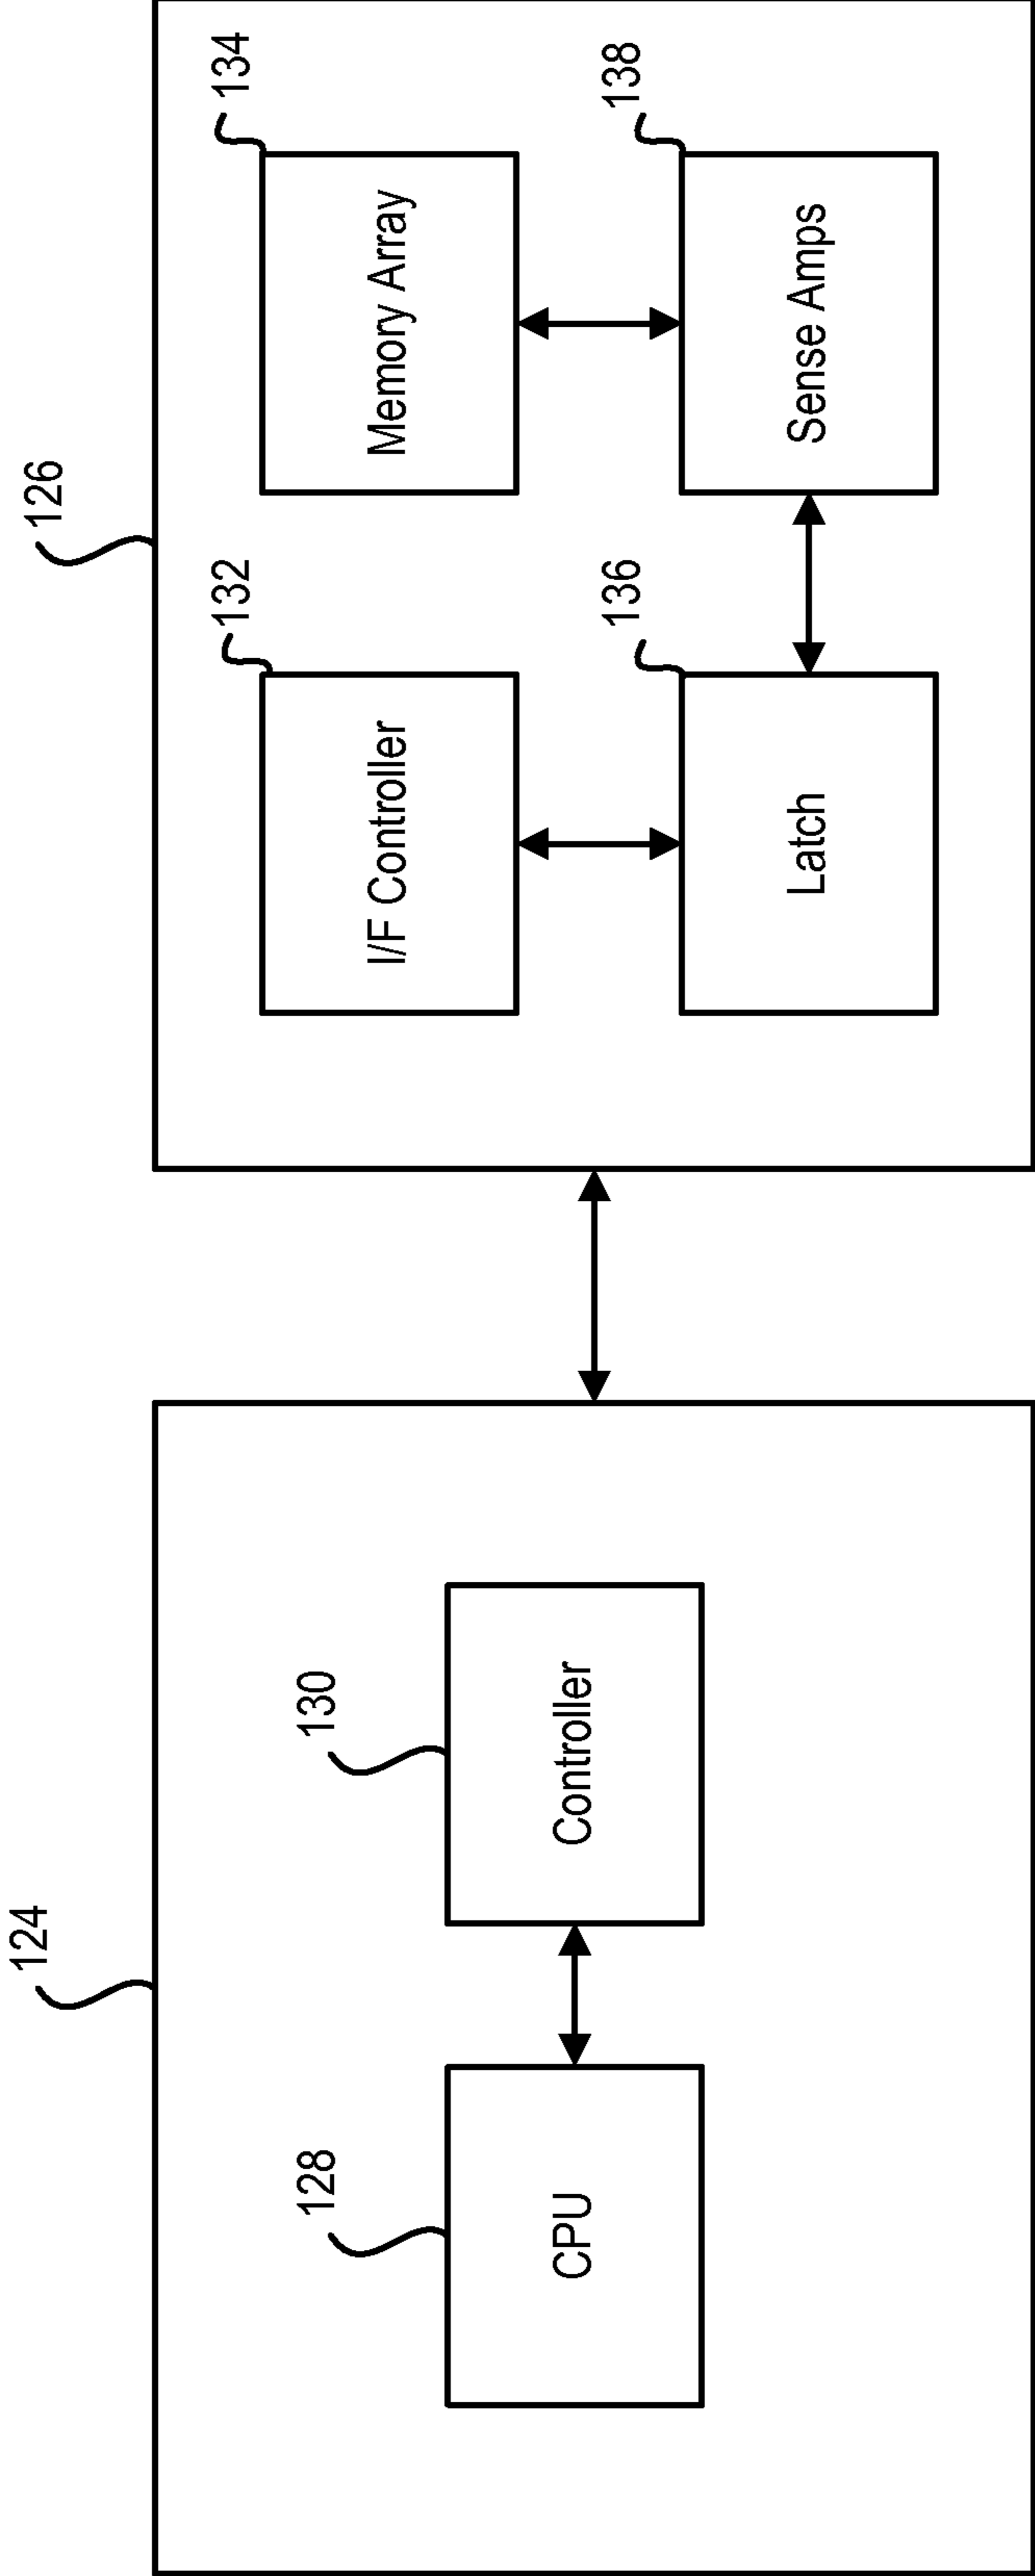 124
126
128
CPU
130
Controller
132
I/F Controller
134
Memory Array
136
Latch
138
Sense Amps